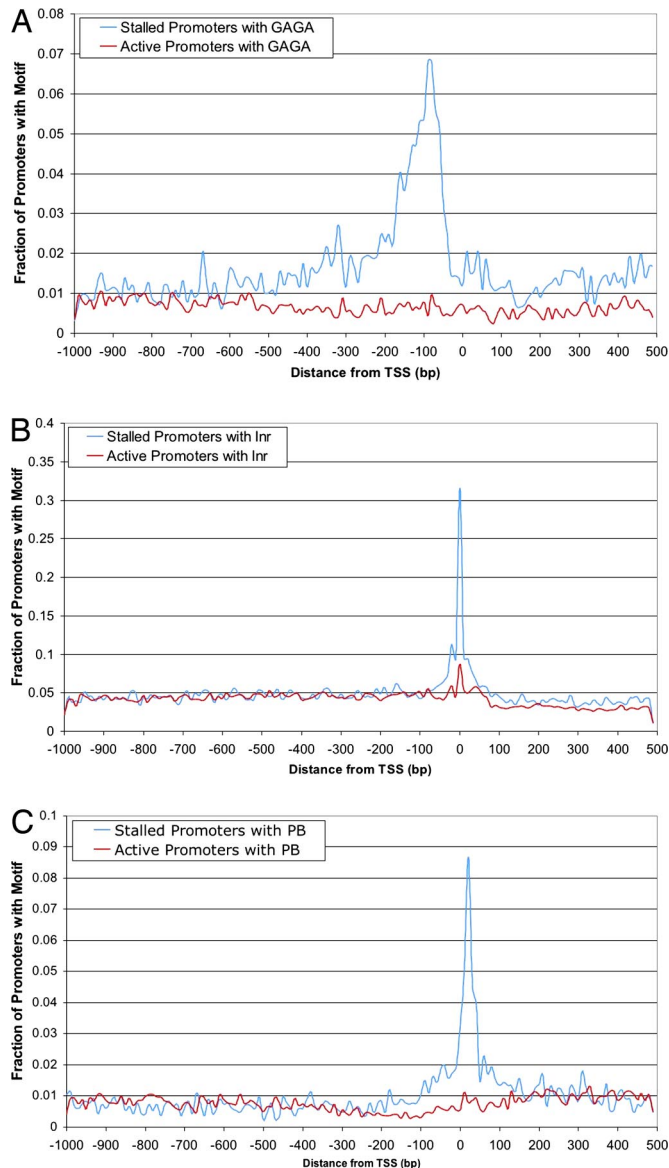 A
Stalled Promoters with GAGA
Active Promoters with GAGA
Fraction of Promoters with Motif
0.08
0.07
0.06
0.05
0.04
0.03
0.02
0.01
0
-1000 -900 -800 -700 -600 -500 -400 -300 -200 -100 0 100 200 300 400 500
Distance from TSS (bp)
B
Stalled Promoters with Inr
Active Promoters with Inr
Fraction of Promoters with Motif
0.4
0.35
0.3
0.25
0.2
0.15
0.1
0.05
0
-1000 -900 -800 -700 -600 -500 -400 -300 -200 -100 0 100 200 300 400 500
Distance from TSS (bp)
C
Stalled Promoters with PB
Active Promoters with PB
Fraction of Promoters with Motif
0.1
0.09
0.08
0.07
0.06
0.05
0.04
0.03
0.02
0.01
0
-1000 -900 -800 -700 -600 -500 -400 -300 -200 -100 0 100 200 300 400 500
Distance from TSS (bp)